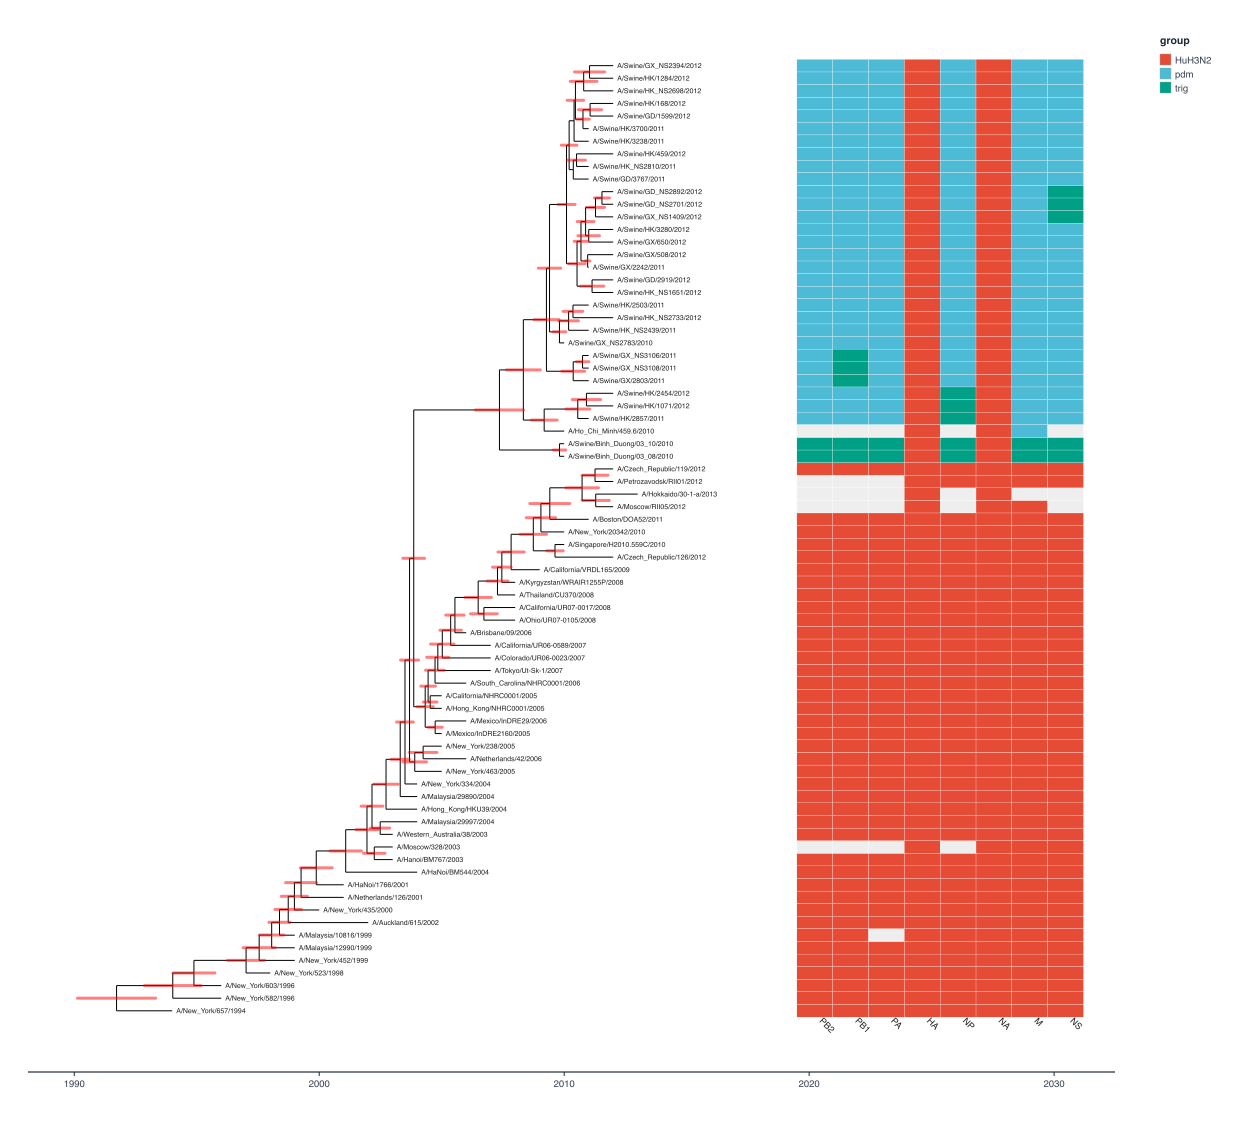 group
HuH3N2
pdm
trig
A/Swine/GX_NS2394/2012
A/Swine/HK/1284/2012
A/Swine/HK_NS2698/2012
A/Swine/HK/168/2012
A/Swine/GD/1599/2012
A/Swine/HK/3700/2011
A/Swine/HK/3238/2011
A/Swine/HK/459/2012
A/Swine/HK_NS2810/2011
A/Swine/GD/3767/2011
A/Swine/GD_NS2892/2012
A/Swine/GD_NS2701/2012
A/Swine/GX_NS1409/2012
A/Swine/HK/3280/2012
A/Swine/GX/650/2012
A/Swine/GX/508/2012
A/Swine/GX/2242/2011
A/Swine/GD/2919/2012
A/Swine/HK_NS1651/2012
A/Swine/HK/2503/2011
A/Swine/HK_NS2733/2012
A/Swine/HK_NS2439/2011
A/Swine/GX_NS2783/2010
A/Swine/GX_NS3106/2011
A/Swine/GX_NS3108/2011
A/Swine/GX/2803/2011
A/Swine/HK/2454/2012
A/Swine/HK/1071/2012
A/Swine/HK/2857/2011
A/Ho_Chi_Minh/459.6/2010
A/Swine/Binh_Duong/03_10/2010
A/Swine/Binh_Duong/03_08/2010
A/Czech_Republic/119/2012
A/Petrozavodsk/RII01/2012
A/Hokkaido/30-1-a/2013
A/Moscow/RII05/2012
A/Boston/DOA52/2011
A/New_York/20342/2010
A/Singapore/H2010.559C/2010
A/Czech_Republic/126/2012
A/California/VRDL165/2009
A/Kyrgyzstan/WRAIR1255P/2008
A/Thailand/CU370/2008
A/California/UR07-0017/2008
A/Ohio/UR07-0105/2008
A/Brisbane/09/2006
A/California/UR06-0589/2007
A/Colorado/UR06-0023/2007
A/Tokyo/Ut-Sk-1/2007
A/South_Carolina/NHRC0001/2006
A/California/NHRC0001/2005
A/Hong_Kong/NHRC0001/2005
A/Mexico/InDRE29/2006
A/Mexico/InDRE2160/2005
A/New_York/238/2005
A/Netherlands/42/2006
A/New_York/463/2005
A/New_York/334/2004
A/Malaysia/29890/2004
A/Hong_Kong/HKU39/2004
A/Malaysia/29997/2004
A/Western_Australia/38/2003
A/Moscow/328/2003
A/Hanoi/BM767/2003
A/HaNoi/BM544/2004
A/HaNoi/1766/2001
A/Netherlands/126/2001
A/New_York/435/2000
A/Auckland/615/2002
A/Malaysia/10816/1999
A/Malaysia/12990/1999
A/New_York/452/1999
A/New_York/523/1998
A/New_York/603/1996
A/New_York/582/1996
A/New_York/657/1994
PB2 PB1 PA HA NP NA M NS
1990 2000 2010 2020 2030